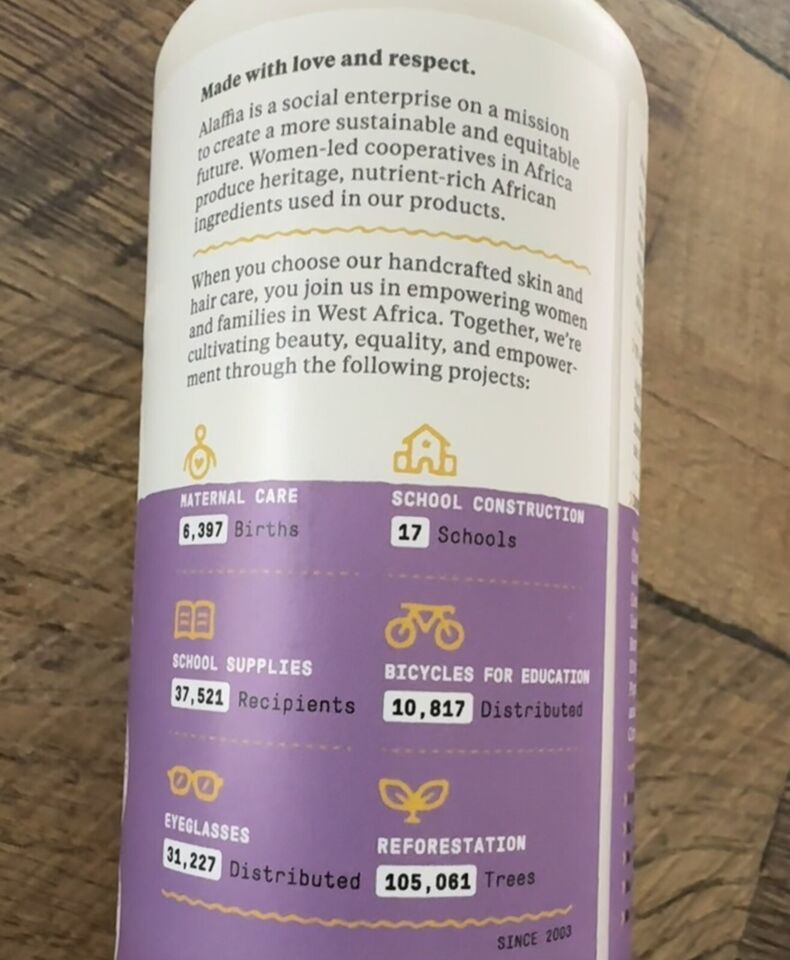 Made with love and respect.
Alaffia is a social enterprise on a mission
to create a more sustainable and equitable
future. Women-led cooperatives in Africa
produce heritage, nutrient-rich African
ingredients used in our products.
When you choose our handcrafted skin and
hair care, you join us in empowering women
and families in West Africa. Together, we're
cultivating beauty, equality, and empower-
ment through the following projects:
MATERNAL CARE
6,397 Births
SCHOOL CONSTRUCTION
17 Schools
SCHOOL SUPPLIES
37,521 Recipients
BICYCLES FOR EDUCATION
10,817 Distributed
EYEGLASSES
31,227 Distributed
REFORESTATION
105,061 Trees
SINCE 2003